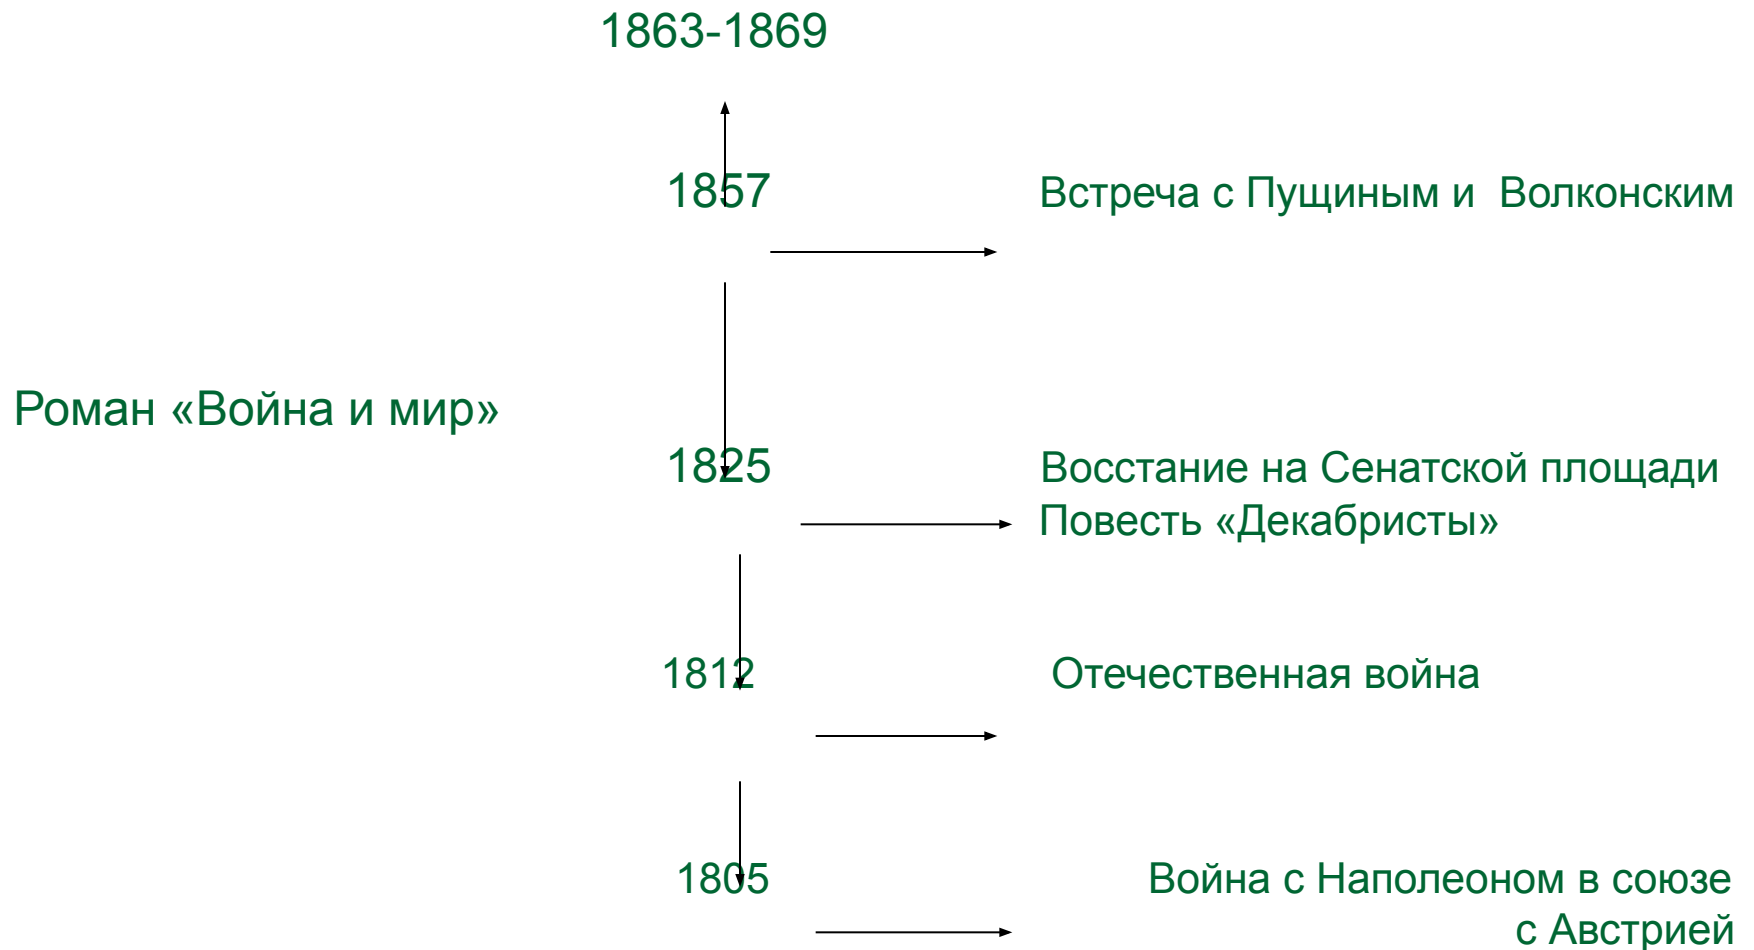 1863-1869
1857
Встреча с Пущиным и Волконским
Роман «Война и мир»
1825
Восстание на Сенатской площади
Повесть «Декабристы»
1812
Отечественная война
1805
Война с Наполеоном в союзе
с Австрией